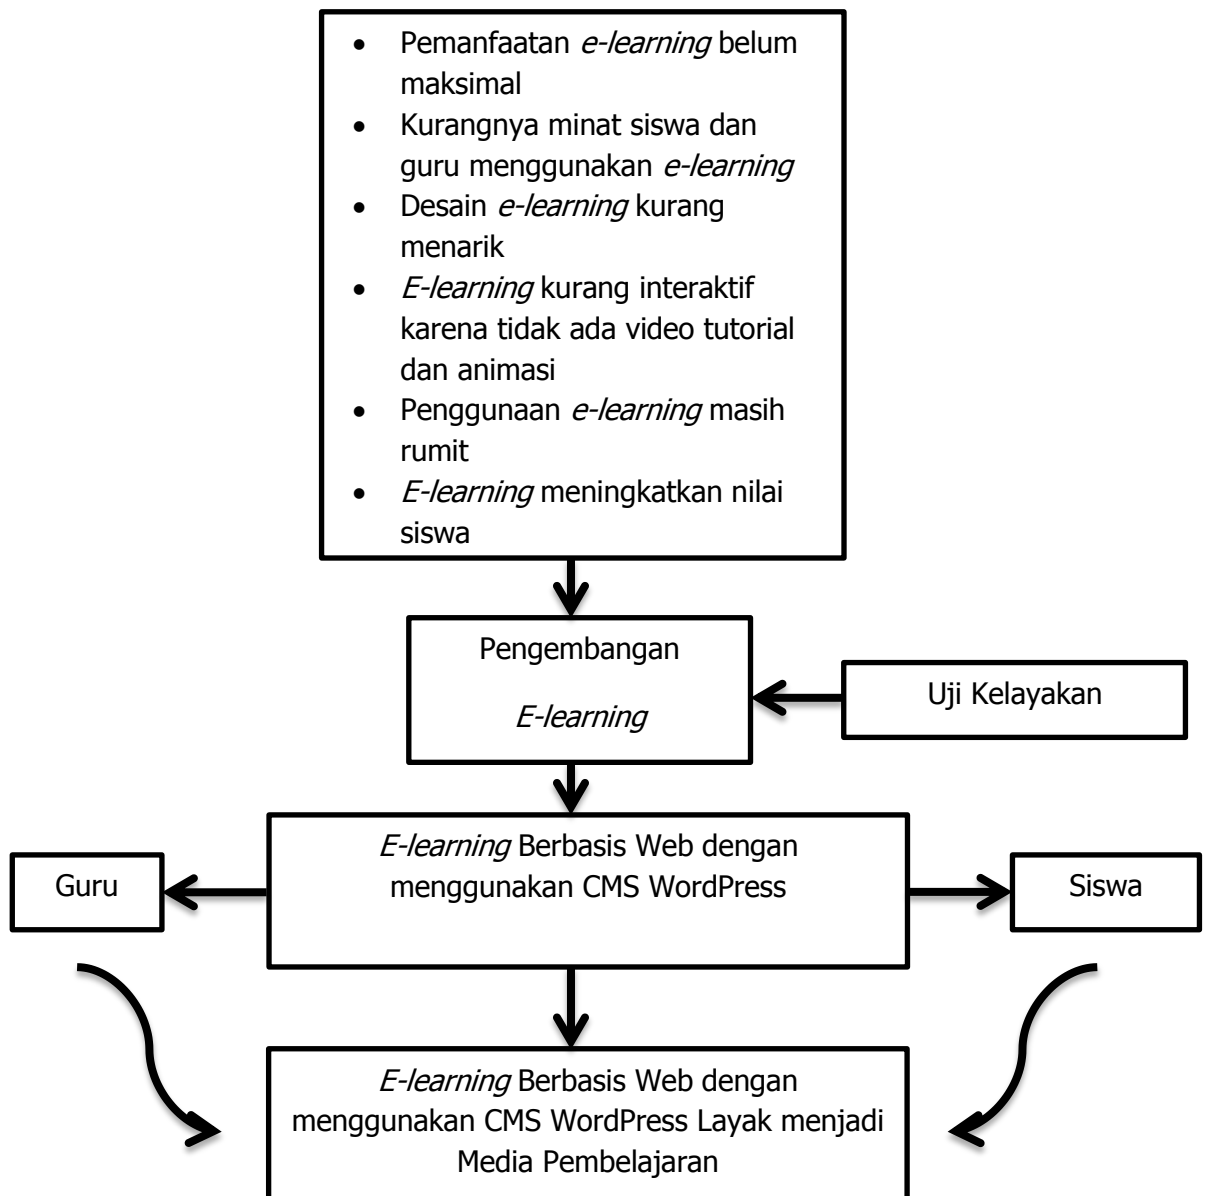 • Pemanfaatan e-learning belum
maksimal
• Kurangnya minat siswa dan
guru menggunakan e-learning
• Desain e-learning kurang
menarik
• E-learning kurang interaktif
karena tidak ada video tutorial
dan animasi
• Penggunaan e-learning masih
rumit
• E-learning meningkatkan nilai
siswa
Pengembangan
E-learning
Uji Kelayakan
E-learning Berbasis Web dengan
menggunakan CMS WordPress
Guru
Siswa
E-learning Berbasis Web dengan
menggunakan CMS WordPress Layak menjadi
Media Pembelajaran